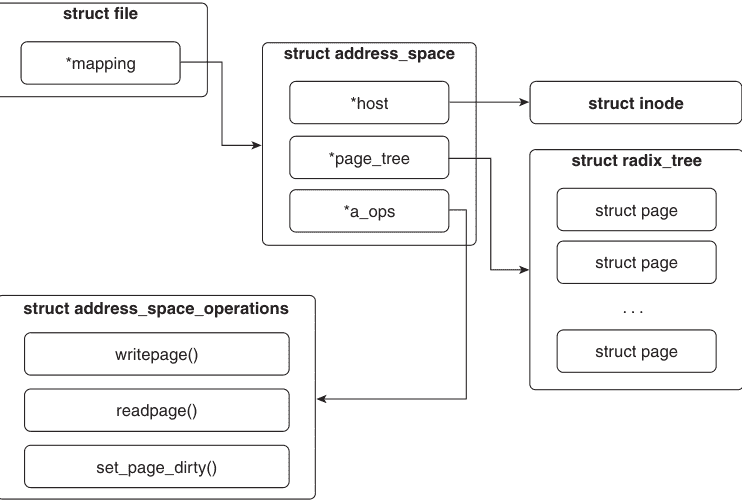 struct file
*mapping
struct address_space
*host
*page_tree
*a_ops
struct inode
struct radix_tree
struct page
struct page
...
struct page
struct address_space_operations
writepage()
readpage()
set_page_dirty()